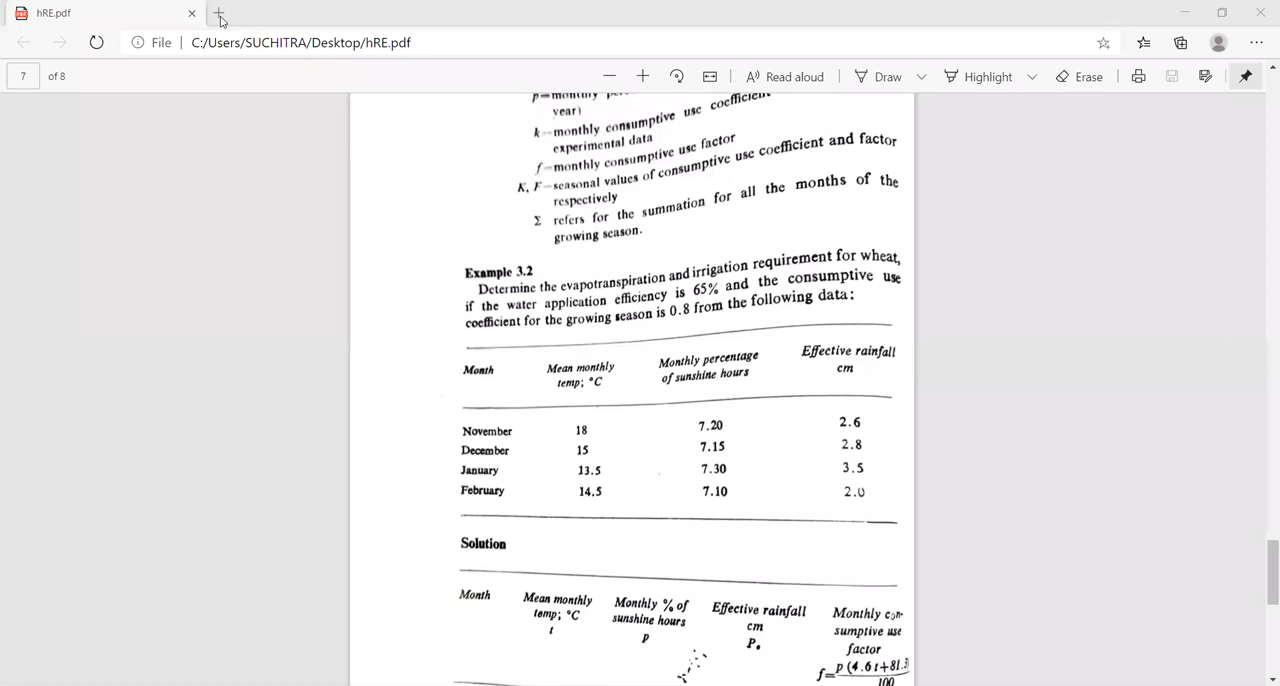 hRE.pdf
File | C:/Users/SUCHITRA/Desktop/hRE.pdf
7 of 8 Read aloud Draw Highlight Erase
year)
k—monthly consumptive use coefficient
experimental data
f—monthly consumptive use factor
K, F—seasonal values of consumptive use coefficient and factor
respectively
Σ refers for the summation for all the months of the
growing season.
Example 3.2
Determine the evapotranspiration and irrigation requirement for wheat,
if the water application efficiency is 65% and the consumptive use
coefficient for the growing season is 0.8 from the following data:
Month Mean monthly temp; °C Monthly percentage of sunshine hours Effective rainfall cm
November 18 7.20 2.6
December 15 7.15 2.8
January 13.5 7.30 3.5
February 14.5 7.10 2.0
Solution
Month Mean monthly temp; °C t Monthly % of sunshine hours p Effective rainfall cm Pe Monthly con-sumptive use factor
f=p (4.6 t+81.3)
100